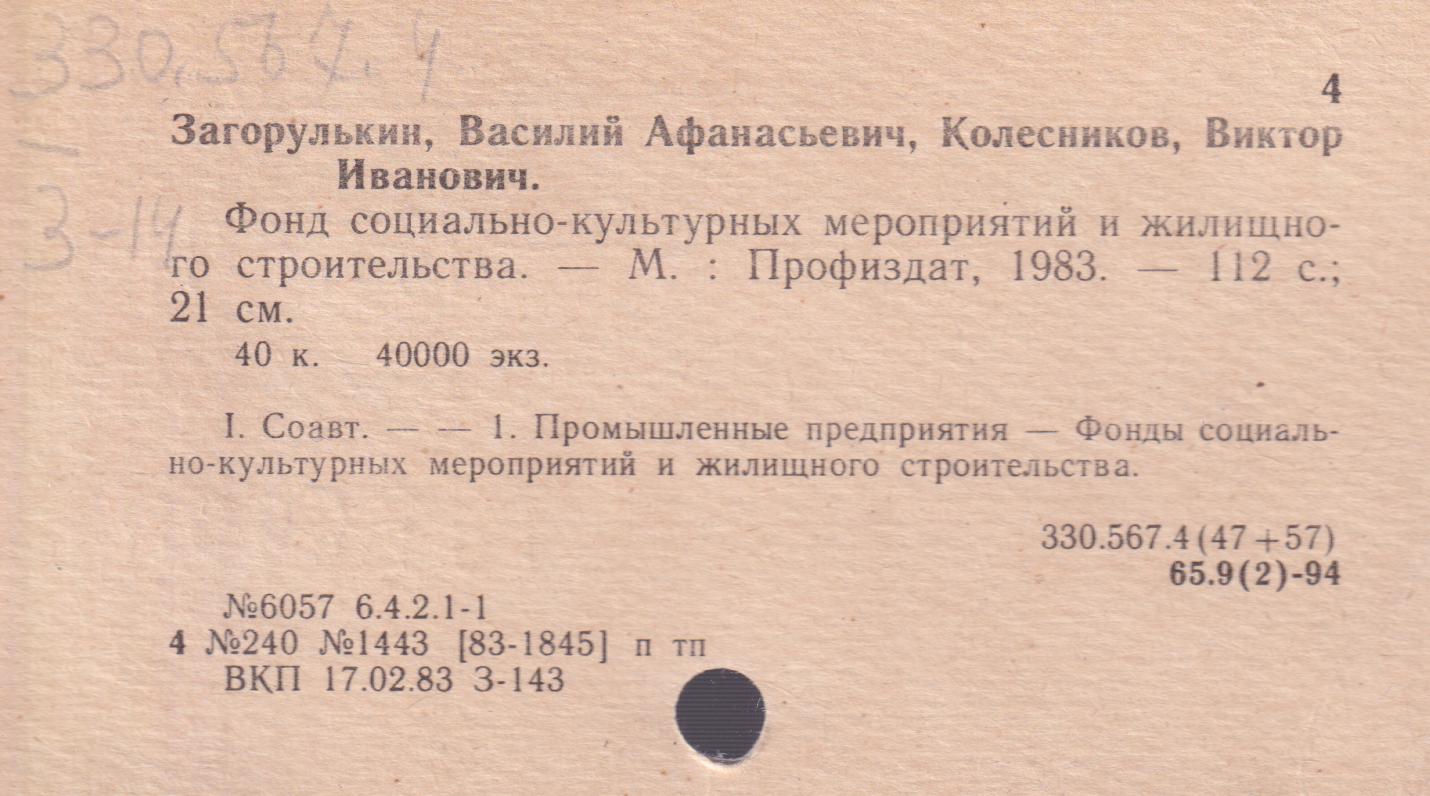 330.567.4.
4
Загорулькин, Василий Афанасьевич, Колесников, Виктор
Иванович.
З-14
Фонд социально-культурных мероприятий и жилищно-
го строительства. — М. : Профиздат, 1983. — 112 с.;
21 см.
40 к. 40000 экз.
I. Соавт. — — 1. Промышленные предприятия — Фонды социаль-
но-культурных мероприятий и жилищного строительства.
330.567.4(47+57)
65.9(2)-94
№6057 6.4.2.1-1
4 №240 №1443 [83-1845] п тп
ВКП 17.02.83 З-143